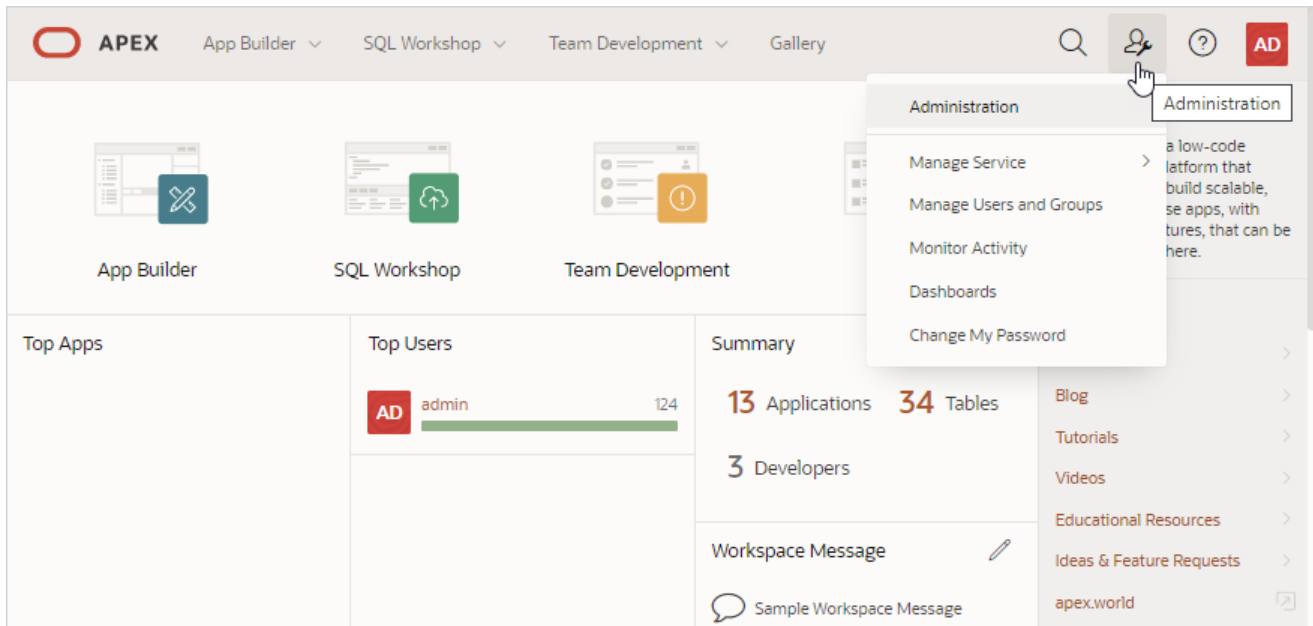 APEX App Builder SQL Workshop Team Development Gallery AD
Administration
Administration
Manage Service
Manage Users and Groups
Monitor Activity
Dashboards
Change My Password
a low-code
latform that
build scalable,
se apps, with
tures, that can be
here.
App Builder SQL Workshop Team Development
Top Apps
Top Users
AD admin 124
Summary
13 Applications 34 Tables
3 Developers
Workspace Message
Sample Workspace Message
Blog
Tutorials
Videos
Educational Resources
Ideas & Feature Requests
apex.world